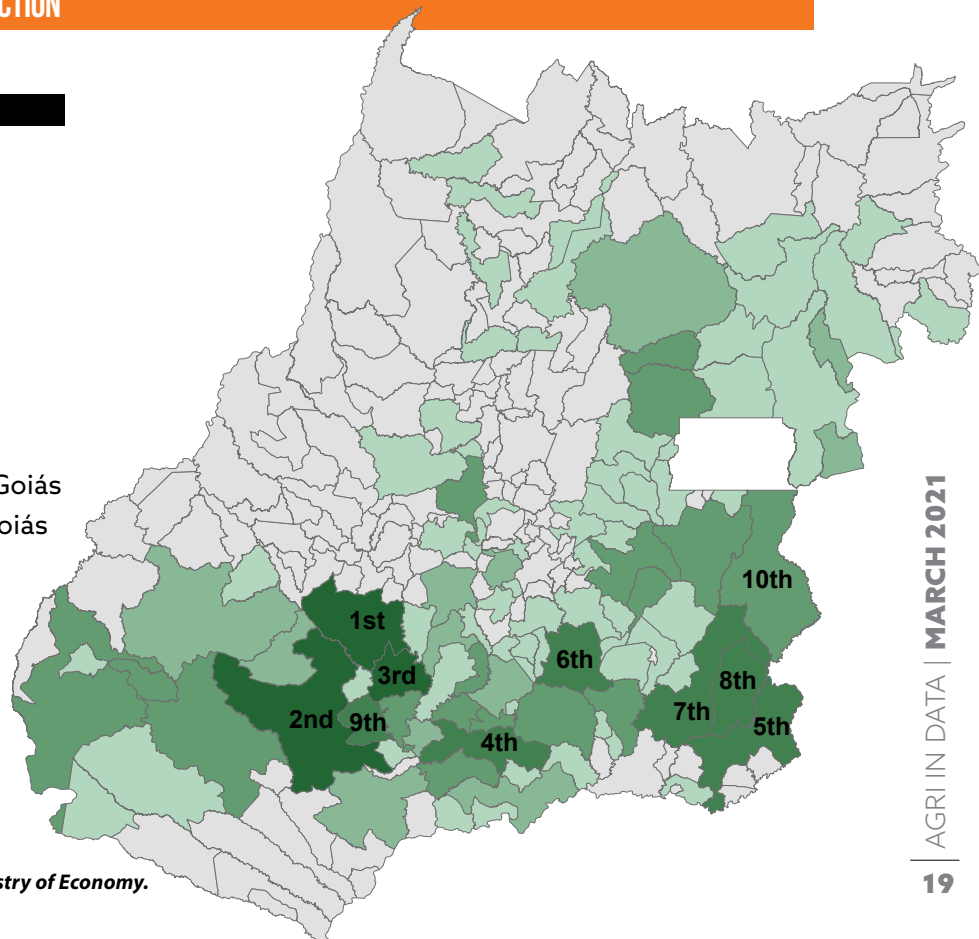 CTION
Goiás
oiás
1st
3rd
2nd
9th
4th
6th
10th
8th
7th
5th
stry of Economy.
AGRI IN DATA | MARCH 2021
19